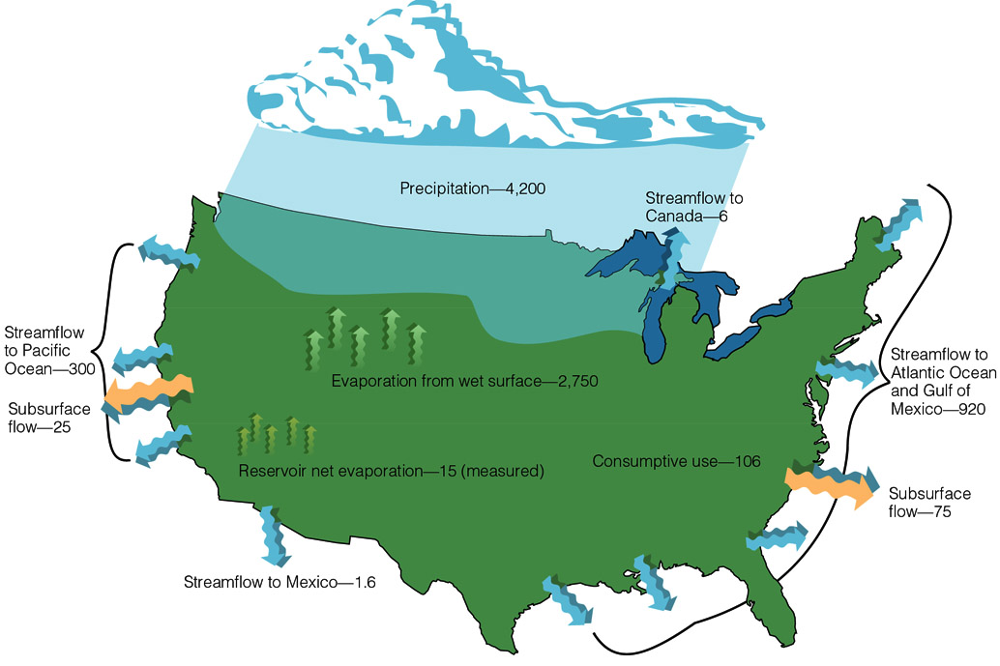 Precipitation—4,200
Streamflow to
Canada—6
Streamflow
to Pacific
Ocean—300
Subsurface
flow—25
Evaporation from wet surface—2,750
Streamflow to
Atlantic Ocean
and Gulf of
Mexico—920
Reservoir net evaporation—15 (measured)
Consumptive use—106
Subsurface
flow—75
Streamflow to Mexico—1.6